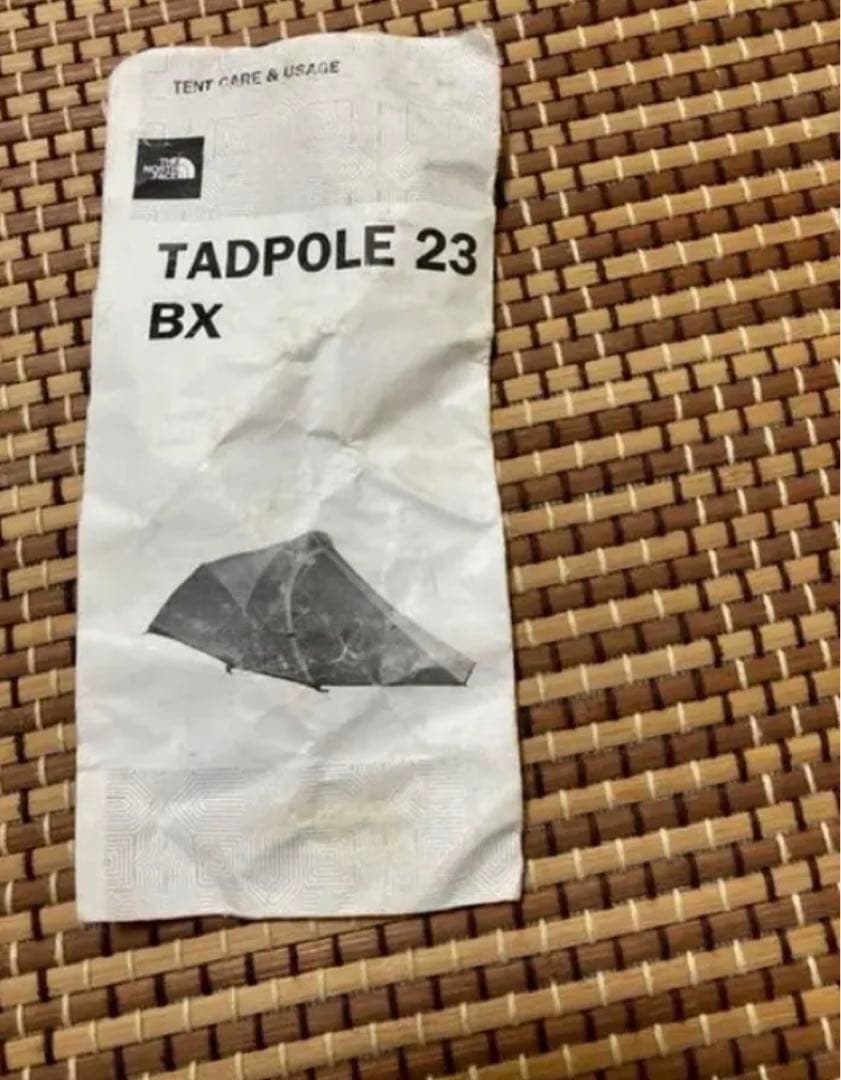 TENT CARE & USAGE
THE
NORTH
FACE
TADPOLE 23
BX